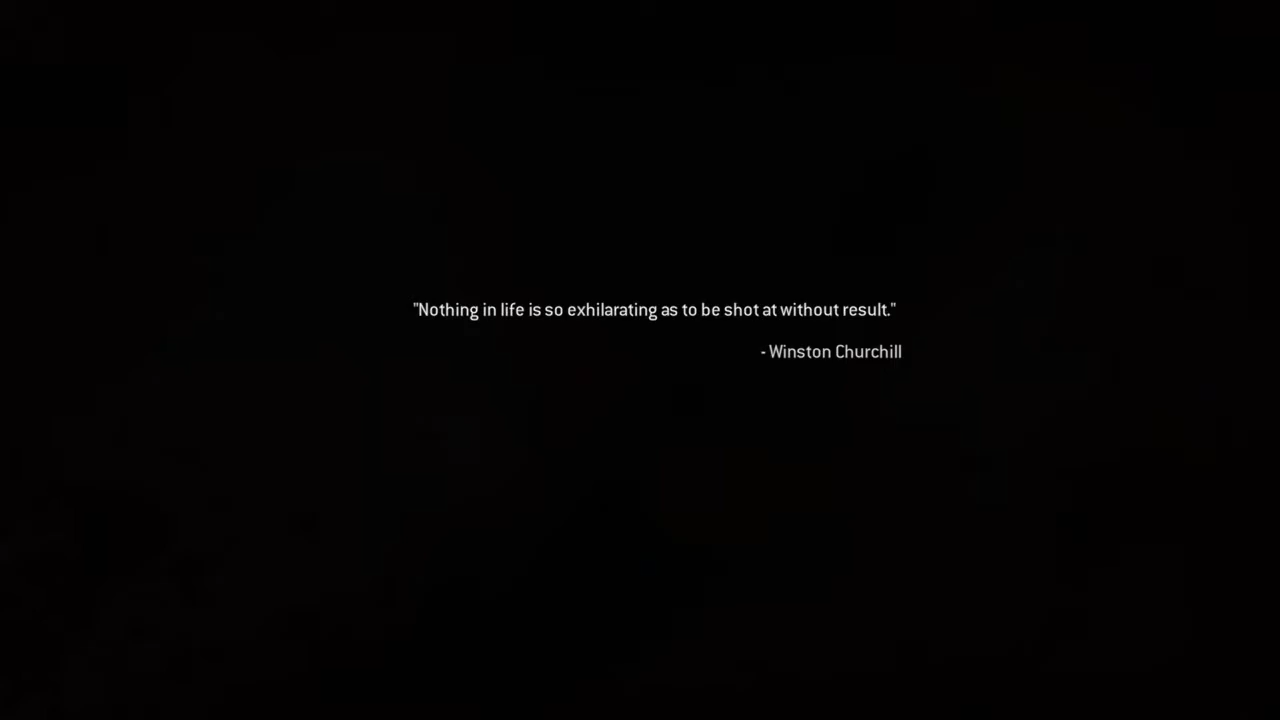 "Nothing in life is so exhilarating as to be shot at without result."
- Winston Churchill